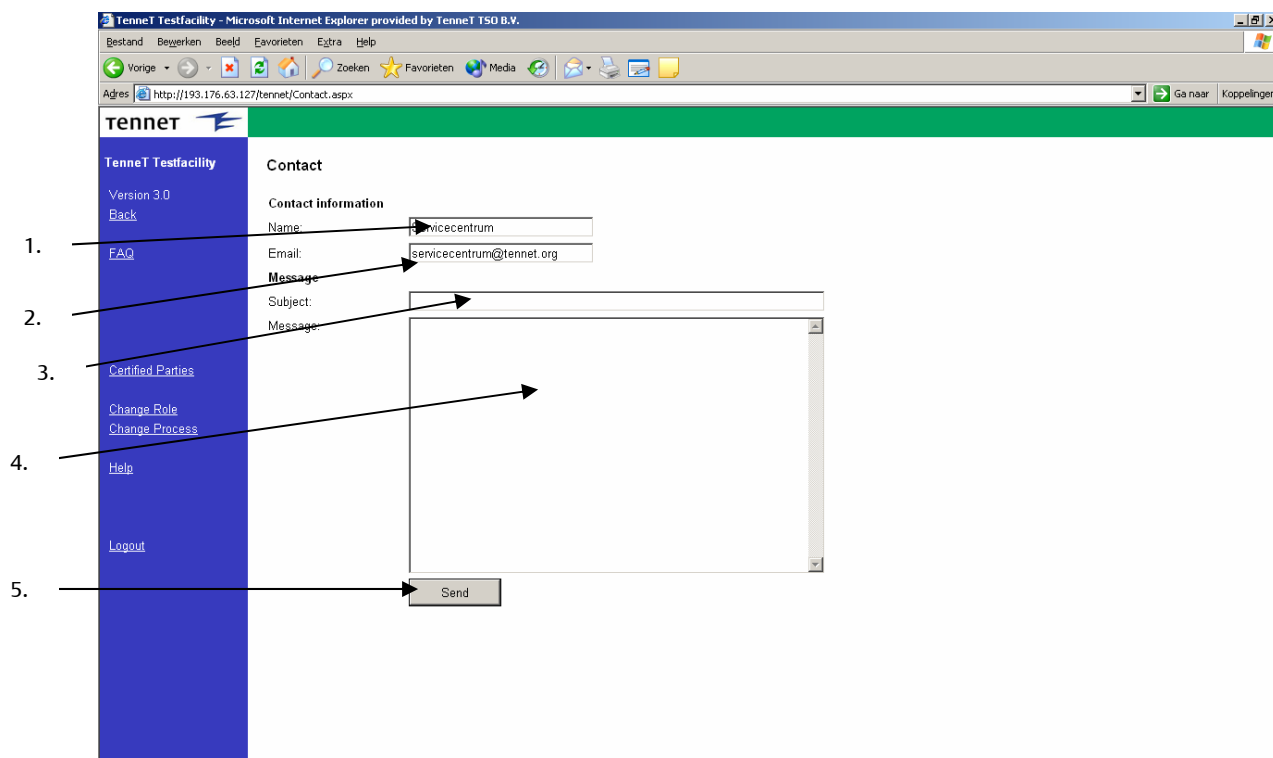 TenneT Testfacility - Microsoft Internet Explorer provided by TenneT TSO B.V.
Bestand Bewerken Beeld Favorieten Extra Help
Vorige Zoeken Favorieten Media
Adres http://193.176.63.127/tennet/Contact.aspx Ga naar Koppelingen
TenneT
TenneT Testfacility
Contact
Version 3.0
Back
Contact information
1.
Name: Servicecentrum
FAQ
Email: servicecentrum@tennet.org
Message
2.
Subject:
Message:
3.
Certified Parties
Change Role
Change Process
4.
Help
Logout
5.
Send